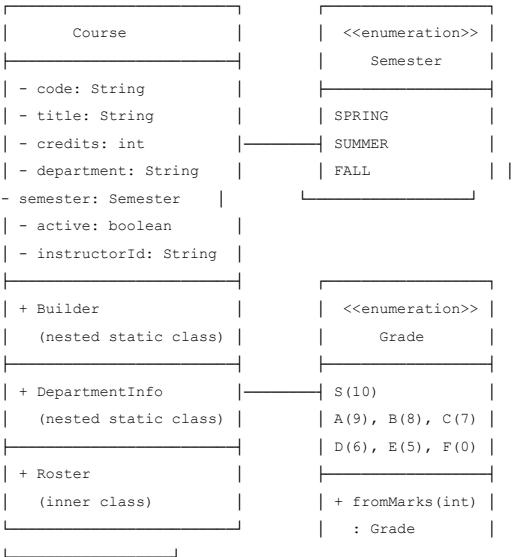 Course
- code: String
- title: String
- credits: int
- department: String
- semester: Semester
- active: boolean
- instructorId: String
+ Builder
(nested static class)
+ DepartmentInfo
(nested static class)
+ Roster
(inner class)
<<enumeration>>
Semester
SPRING
SUMMER
FALL
<<enumeration>>
Grade
S(10)
A(9), B(8), C(7)
D(6), E(5), F(0)
+ fromMarks(int)
: Grade